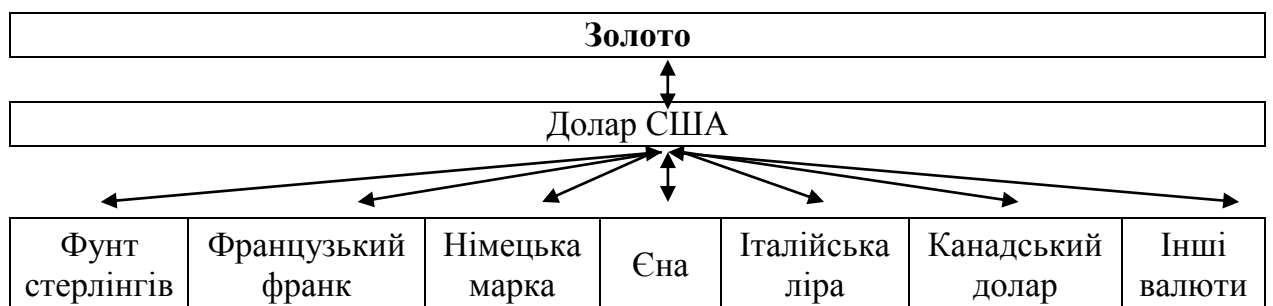 Золото
Долар США
Фунт стерлінгів
Французький франк
Німецька марка
Єна
Італійська ліра
Канадський долар
Інші валюти